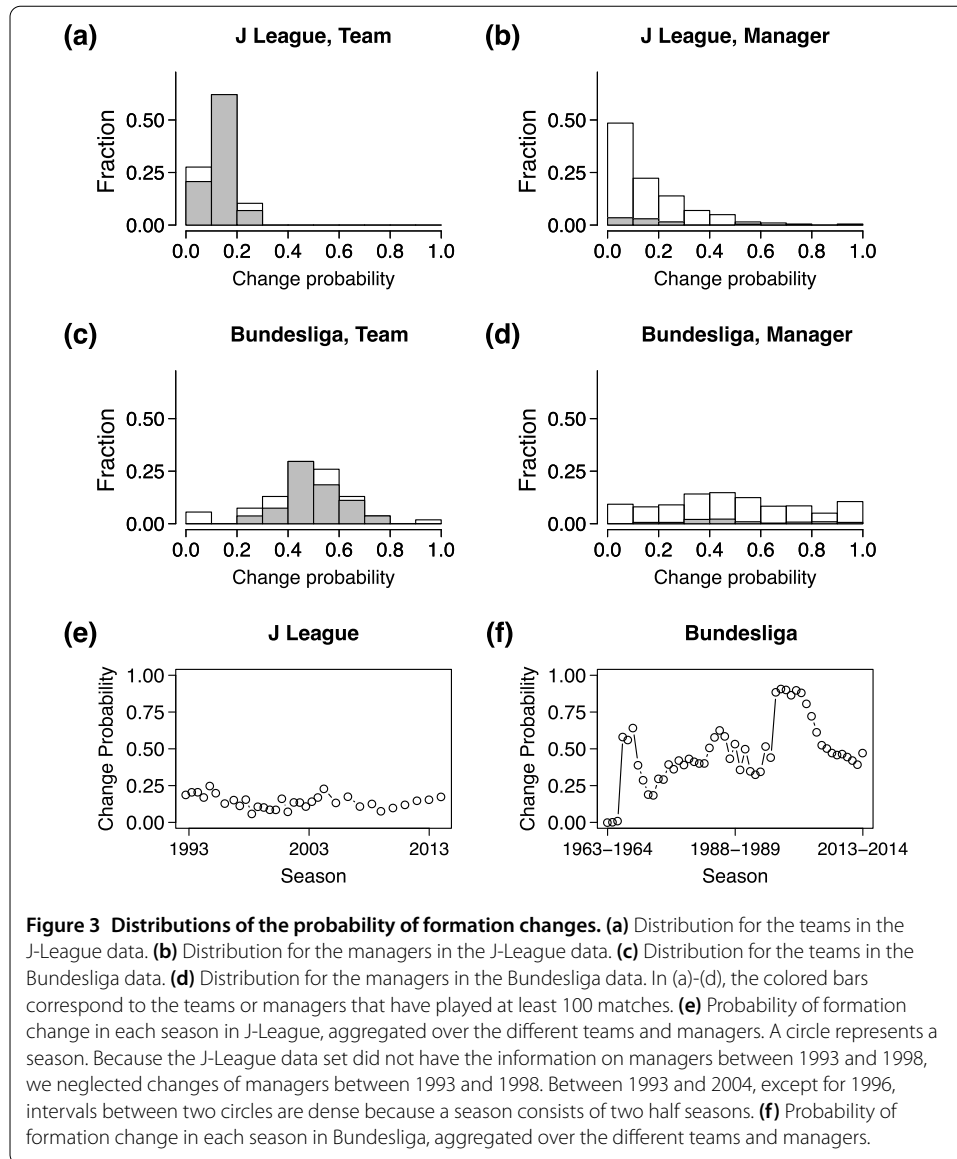 (a) J League, Team
Fraction
0.50
0.25
0.00
0.0 0.2 0.4 0.6 0.8 1.0
Change probability
(b) J League, Manager
Fraction
0.50
0.25
0.00
0.0 0.2 0.4 0.6 0.8 1.0
Change probability
(c) Bundesliga, Team
Fraction
0.50
0.25
0.00
0.0 0.2 0.4 0.6 0.8 1.0
Change probability
(d) Bundesliga, Manager
Fraction
0.50
0.25
0.00
0.0 0.2 0.4 0.6 0.8 1.0
Change probability
(e) J League
Change Probability
1.00
0.75
0.50
0.25
0.00
1993 2003 2013
Season
(f) Bundesliga
Change Probability
1.00
0.75
0.50
0.25
0.00
1963–1964 1988–1989 2013–2014
Season
Figure 3 Distributions of the probability of formation changes. (a) Distribution for the teams in the
J-League data. (b) Distribution for the managers in the J-League data. (c) Distribution for the teams in the
Bundesliga data. (d) Distribution for the managers in the Bundesliga data. In (a)-(d), the colored bars
correspond to the teams or managers that have played at least 100 matches. (e) Probability of formation
change in each season in J-League, aggregated over the different teams and managers. A circle represents a
season. Because the J-League data set did not have the information on managers between 1993 and 1998,
we neglected changes of managers between 1993 and 1998. Between 1993 and 2004, except for 1996,
intervals between two circles are dense because a season consists of two half seasons. (f) Probability of
formation change in each season in Bundesliga, aggregated over the different teams and managers.